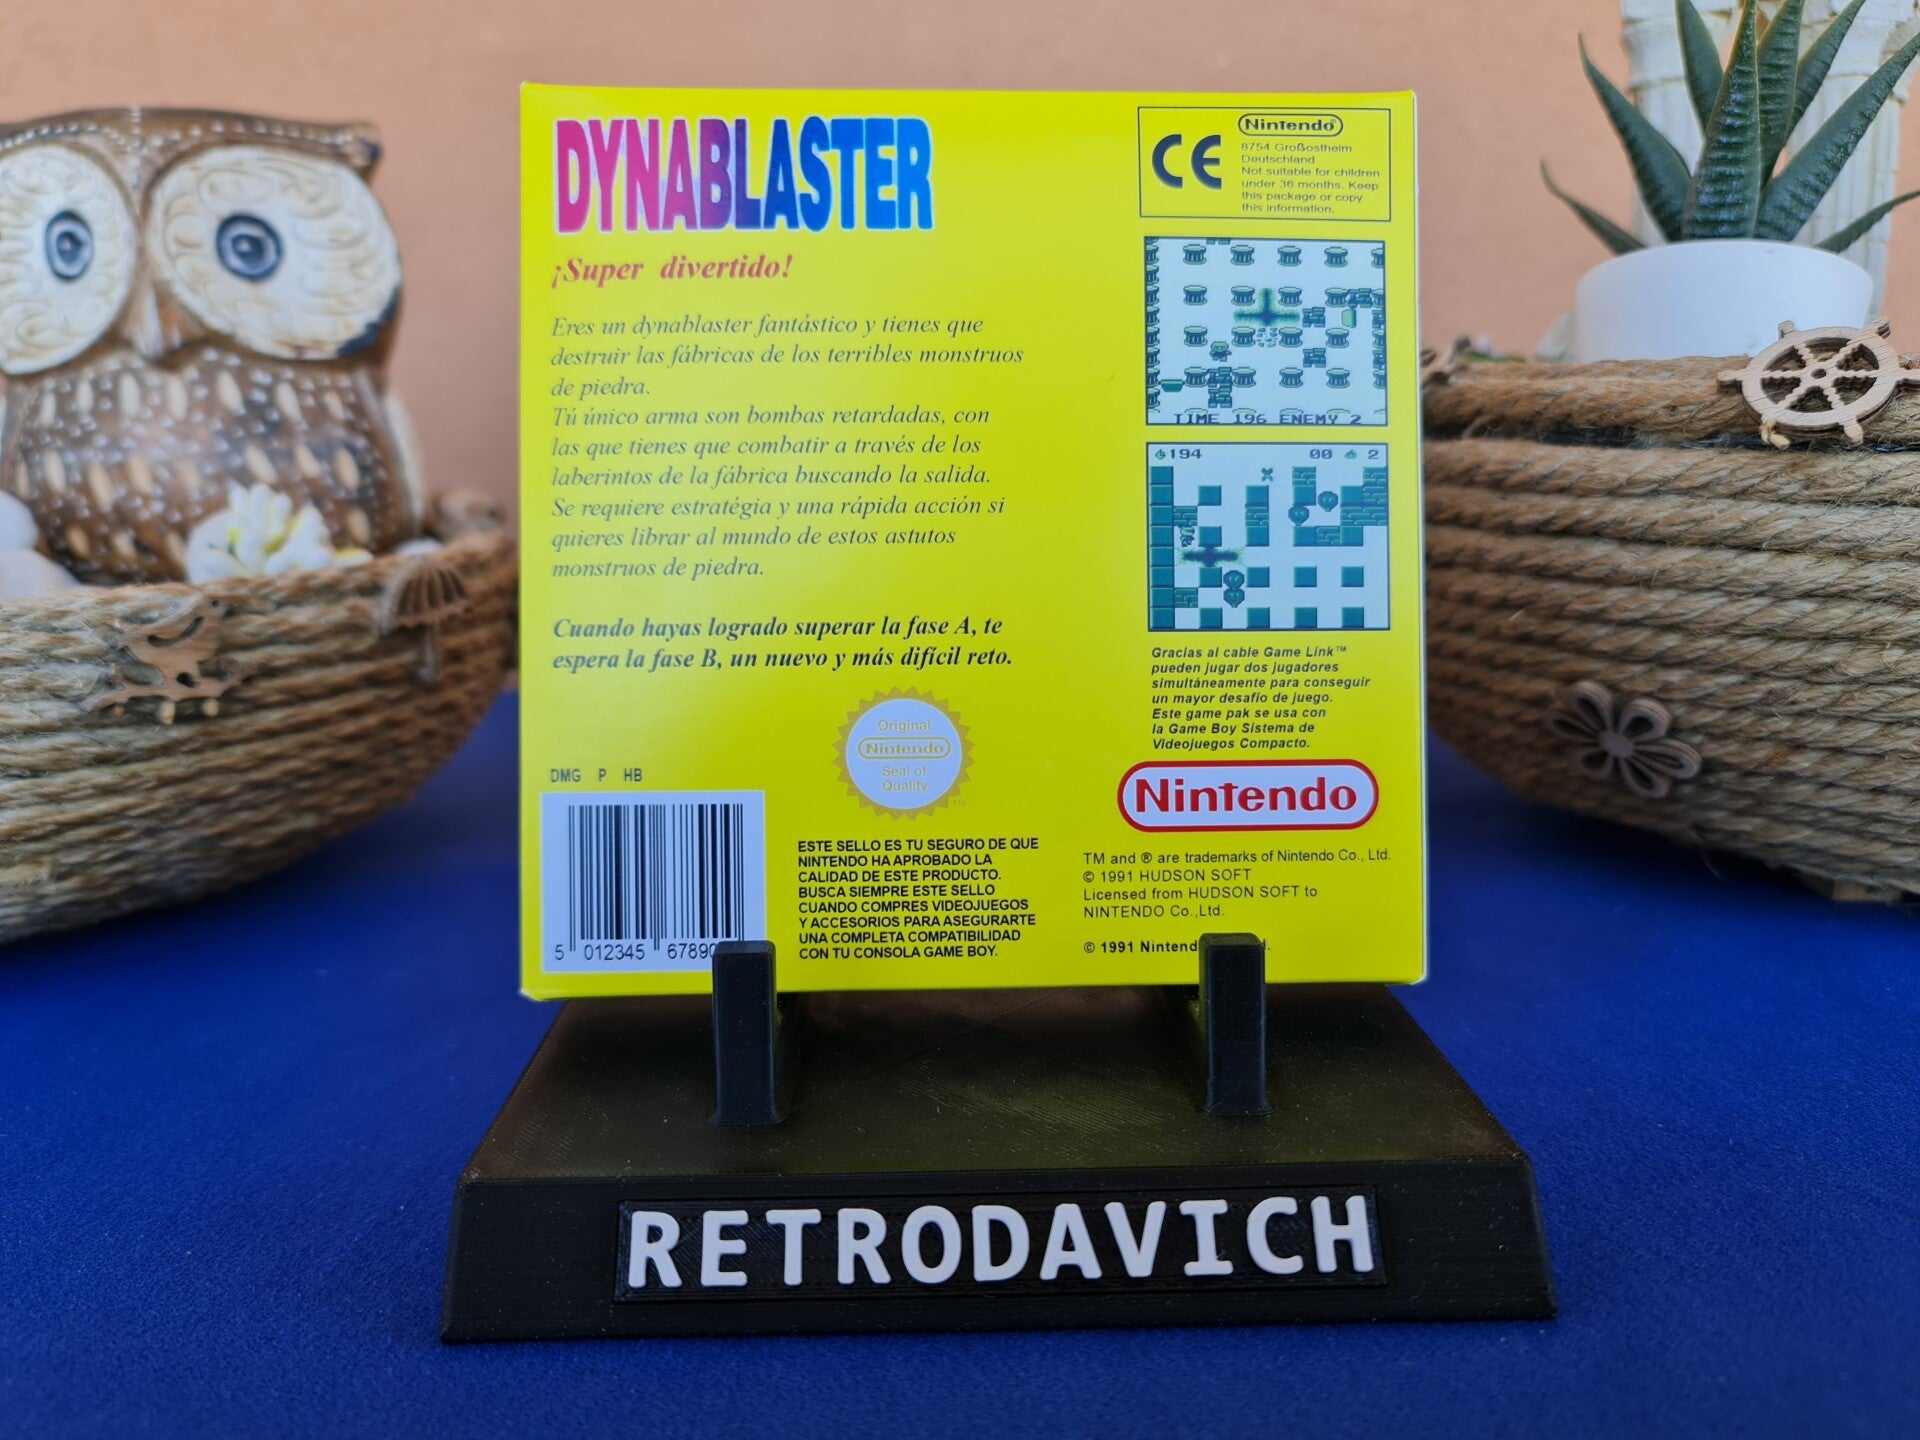 DYNABLASTER
¡Super divertido!
Eres un dynablaster fantástico y tienes que
destruir las fábricas de los terribles monstruos
de piedra.
Tú único arma son bombas retardadas, con
las que tienes que combatir a través de los
laberintos de la fábrica buscando la salida.
Se requiere estratégia y una rápida acción si
quieres librar al mundo de estos astutos
monstruos de piedra.
Cuando hayas logrado superar la fase A, te
espera la fase B, un nuevo y más difícil reto.
Original
Nintendo
Seal of
Quality
TM
DMG P HB
5 012345 67890
ESTE SELLO ES TU SEGURO DE QUE
NINTENDO HA APROBADO LA
CALIDAD DE ESTE PRODUCTO.
BUSCA SIEMPRE ESTE SELLO
CUANDO COMPRES VIDEOJUEGOS
Y ACCESORIOS PARA ASEGURARTE
UNA COMPLETA COMPATIBILIDAD
CON TU CONSOLA GAME BOY.
CE
Nintendo®
8754 Großostheim
Deutschland
Not suitable for children
under 36 months. Keep
this package or copy
this information.
TIME 196 ENEMY 2
194 00 2
Gracias al cable Game Link™
pueden jugar dos jugadores
simultáneamente para conseguir
un mayor desafío de juego.
Este game pak se usa con
la Game Boy Sistema de
Videojuegos Compacto.
Nintendo
TM and ® are trademarks of Nintendo Co., Ltd.
© 1991 HUDSON SOFT
Licensed from HUDSON SOFT to
NINTENDO Co.,Ltd.
© 1991 Nintend
RETRODAVICH